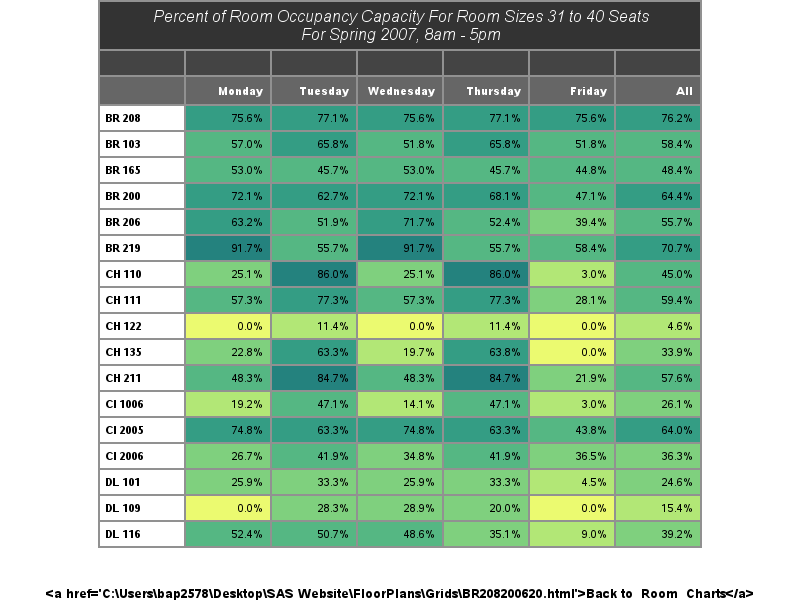 Percent of Room Occupancy Capacity For Room Sizes 31 to 40 Seats
For Spring 2007, 8am - 5pm
Monday Tuesday Wednesday Thursday Friday All
BR 208 75.6% 77.1% 75.6% 77.1% 75.6% 76.2%
BR 103 57.0% 65.8% 51.8% 65.8% 51.8% 58.4%
BR 165 53.0% 45.7% 53.0% 45.7% 44.8% 48.4%
BR 200 72.1% 62.7% 72.1% 68.1% 47.1% 64.4%
BR 206 63.2% 51.9% 71.7% 52.4% 39.4% 55.7%
BR 219 91.7% 55.7% 91.7% 55.7% 58.4% 70.7%
CH 110 25.1% 86.0% 25.1% 86.0% 3.0% 45.0%
CH 111 57.3% 77.3% 57.3% 77.3% 28.1% 59.4%
CH 122 0.0% 11.4% 0.0% 11.4% 0.0% 4.6%
CH 135 22.8% 63.3% 19.7% 63.8% 0.0% 33.9%
CH 211 48.3% 84.7% 48.3% 84.7% 21.9% 57.6%
CI 1006 19.2% 47.1% 14.1% 47.1% 3.0% 26.1%
CI 2005 74.8% 63.3% 74.8% 63.3% 43.8% 64.0%
CI 2006 26.7% 41.9% 34.8% 41.9% 36.5% 36.3%
DL 101 25.9% 33.3% 25.9% 33.3% 4.5% 24.6%
DL 109 0.0% 28.3% 28.9% 20.0% 0.0% 15.4%
DL 116 52.4% 50.7% 48.6% 35.1% 9.0% 39.2%
<a href='C:\Users\bap2578\Desktop\SAS Website\FloorPlans\Grids\BR208200620.html'>Back to Room Charts</a>